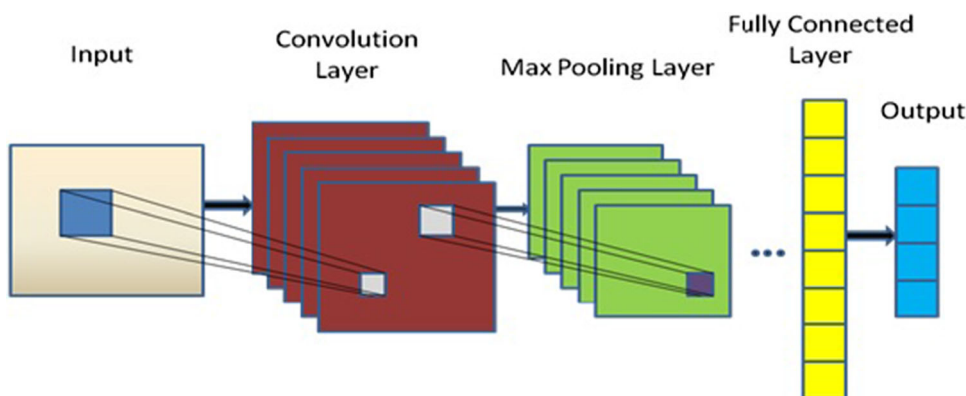 Input
Convolution
Layer
Max Pooling Layer
Fully Connected
Layer
Output